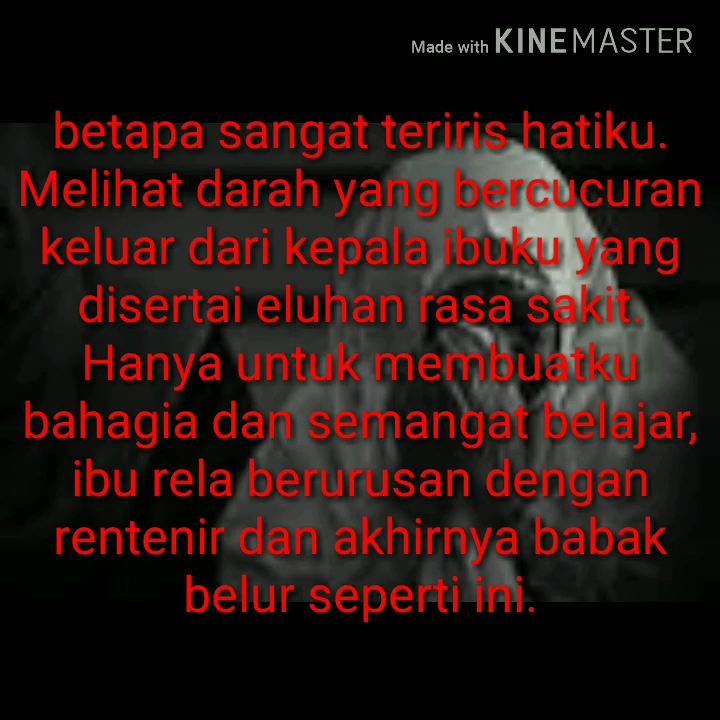 Made with KINEMASTER
betapa sangat teriris hatiku.
Melihat darah yang bercucuran
keluar dari kepala ibuku yang
disertai eluhan rasa sakit.
Hanya untuk membuatku
bahagia dan semangat belajar,
ibu rela berurusan dengan
rentenir dan akhirnya babak
belur seperti ini.